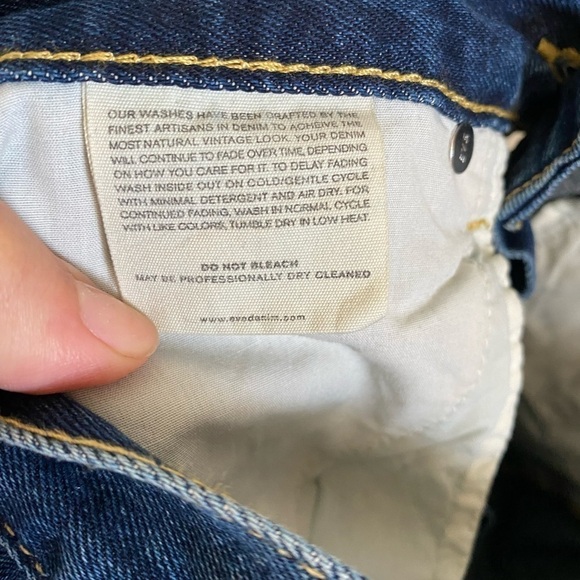 OUR WASHES HAVE BEEN DRAFTED BY THE
FINEST ARTISANS IN DENIM TO ACHEIVE THE
MOST NATURAL VINTAGE LOOK. YOUR DENIM
WILL CONTINUE TO FADE OVER TIME, DEPENDING
ON HOW YOU CARE FOR IT. TO DELAY FADING
WASH INSIDE OUT ON COLD/GENTLE CYCLE
WITH MINIMAL DETERGENT AND AIR DRY. FOR
CONTINUED FADING, WASH IN NORMAL CYCLE
WITH LIKE COLORS, TUMBLE DRY IN LOW HEAT.
DO NOT BLEACH
MAY BE PROFESSIONALLY DRY CLEANED
www.evedenim.com